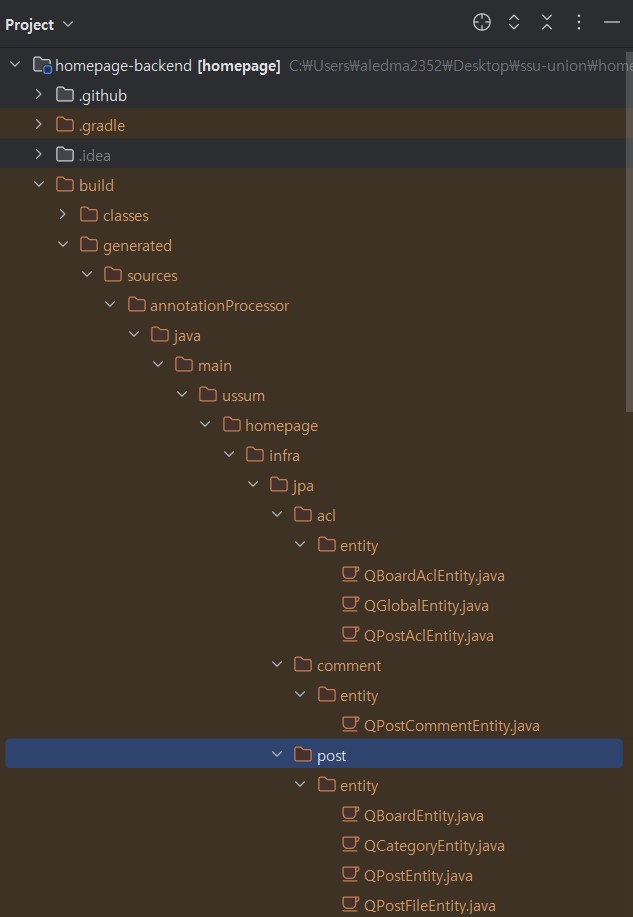 Project
homepage-backend [homepage] C:₩Users₩aledma2352₩Desktop₩ssu-union₩home
.github
.gradle
.idea
build
classes
generated
sources
annotationProcessor
java
main
ussum
homepage
infra
jpa
acl
entity
QBoardAclEntity.java
QGlobalEntity.java
QPostAclEntity.java
comment
entity
QPostCommentEntity.java
post
entity
QBoardEntity.java
QCategoryEntity.java
QPostEntity.java
QPostFileEntity.java